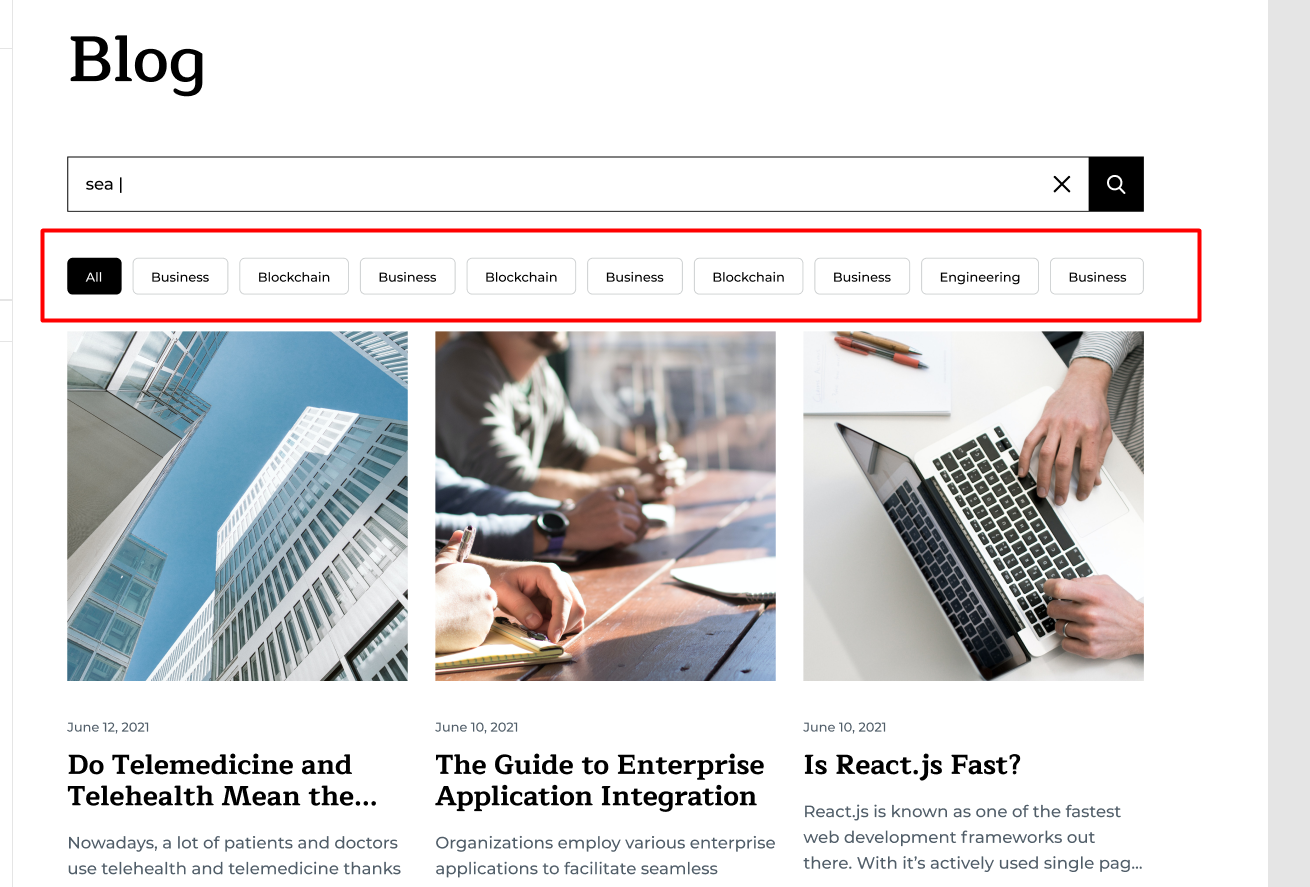 Blog
sea |
All Business Blockchain Business Blockchain Business Blockchain Business Engineering Business
June 12, 2021
Do Telemedicine and
Telehealth Mean the...
Nowadays, a lot of patients and doctors
use telehealth and telemedicine thanks
June 10, 2021
The Guide to Enterprise
Application Integration
Organizations employ various enterprise
applications to facilitate seamless
June 10, 2021
Is React.js Fast?
React.js is known as one of the fastest
web development frameworks out
there. With it’s actively used single pag...